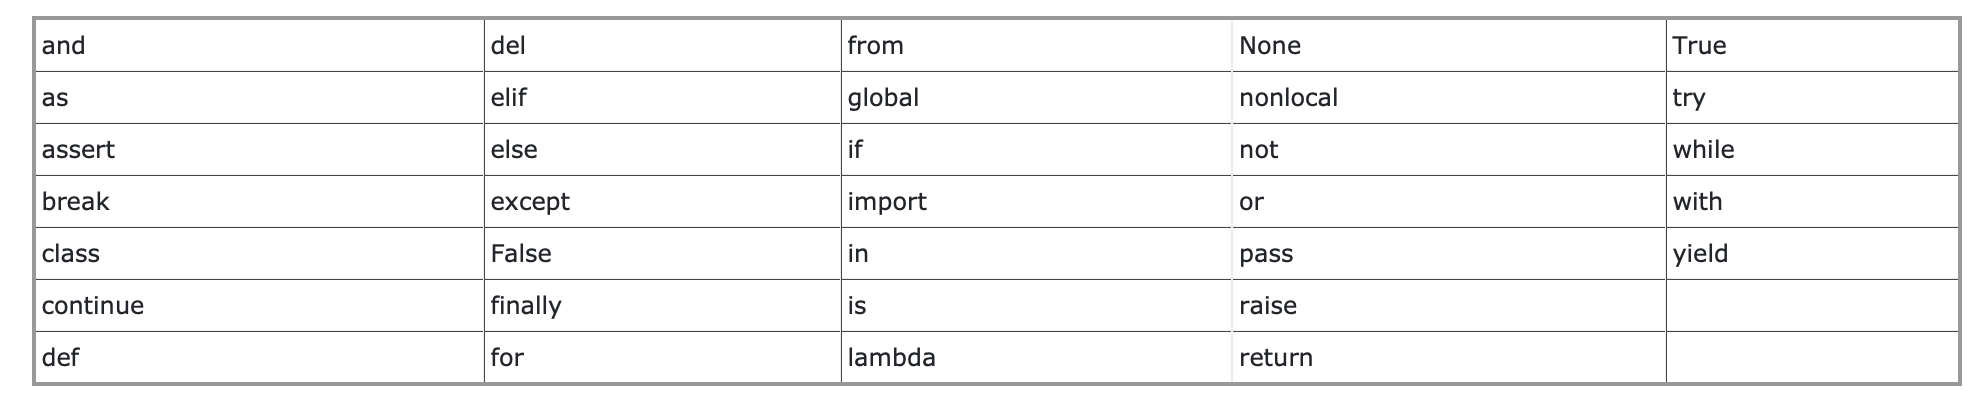 and del from None True
as elif global nonlocal try
assert else if not while
break except import or with
class False in pass yield
continue finally is raise
def for lambda return